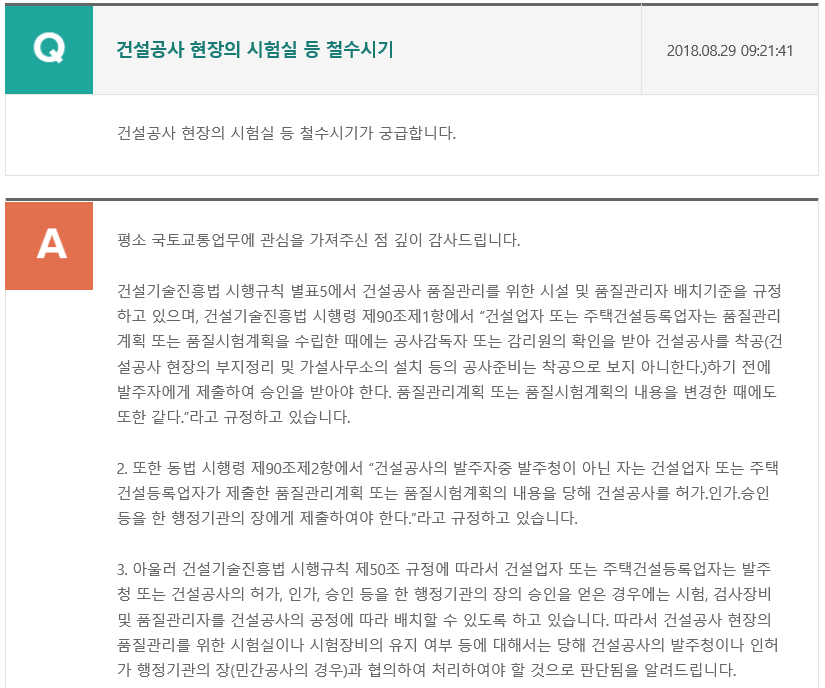 Q
건설공사 현장의 시험실 등 철수시기
2018.08.29 09:21:41
건설공사 현장의 시험실 등 철수시기가 궁급합니다.
A
평소 국토교통업무에 관심을 가져주신 점 깊이 감사드립니다.
건설기술진흥법 시행규칙 별표5에서 건설공사 품질관리를 위한 시설 및 품질관리자 배치기준을 규정
하고 있으며, 건설기술진흥법 시행령 제90조제1항에서 “건설업자 또는 주택건설등록업자는 품질관리
계획 또는 품질시험계획을 수립한 때에는 공사감독자 또는 감리원의 확인을 받아 건설공사를 착공(건
설공사 현장의 부지정리 및 가설사무소의 설치 등의 공사준비는 착공으로 보지 아니한다.)하기 전에
발주자에게 제출하여 승인을 받아야 한다. 품질관리계획 또는 품질시험계획의 내용을 변경한 때에도
또한 같다.”라고 규정하고 있습니다.
2. 또한 동법 시행령 제90조제2항에서 “건설공사의 발주자중 발주청이 아닌 자는 건설업자 또는 주택
건설등록업자가 제출한 품질관리계획 또는 품질시험계획의 내용을 당해 건설공사를 허가.인가.승인
등을 한 행정기관의 장에게 제출하여야 한다.”라고 규정하고 있습니다.
3. 아울러 건설기술진흥법 시행규칙 제50조 규정에 따라서 건설업자 또는 주택건설등록업자는 발주
청 또는 건설공사의 허가, 인가, 승인 등을 한 행정기관의 장의 승인을 얻은 경우에는 시험, 검사장비
및 품질관리자를 건설공사의 공정에 따라 배치할 수 있도록 하고 있습니다. 따라서 건설공사 현장의
품질관리를 위한 시험실이나 시험장비의 유지 여부 등에 대해서는 당해 건설공사의 발주청이나 인허
가 행정기관의 장(민간공사의 경우)과 협의하여 처리하여야 할 것으로 판단됨을 알려드립니다.